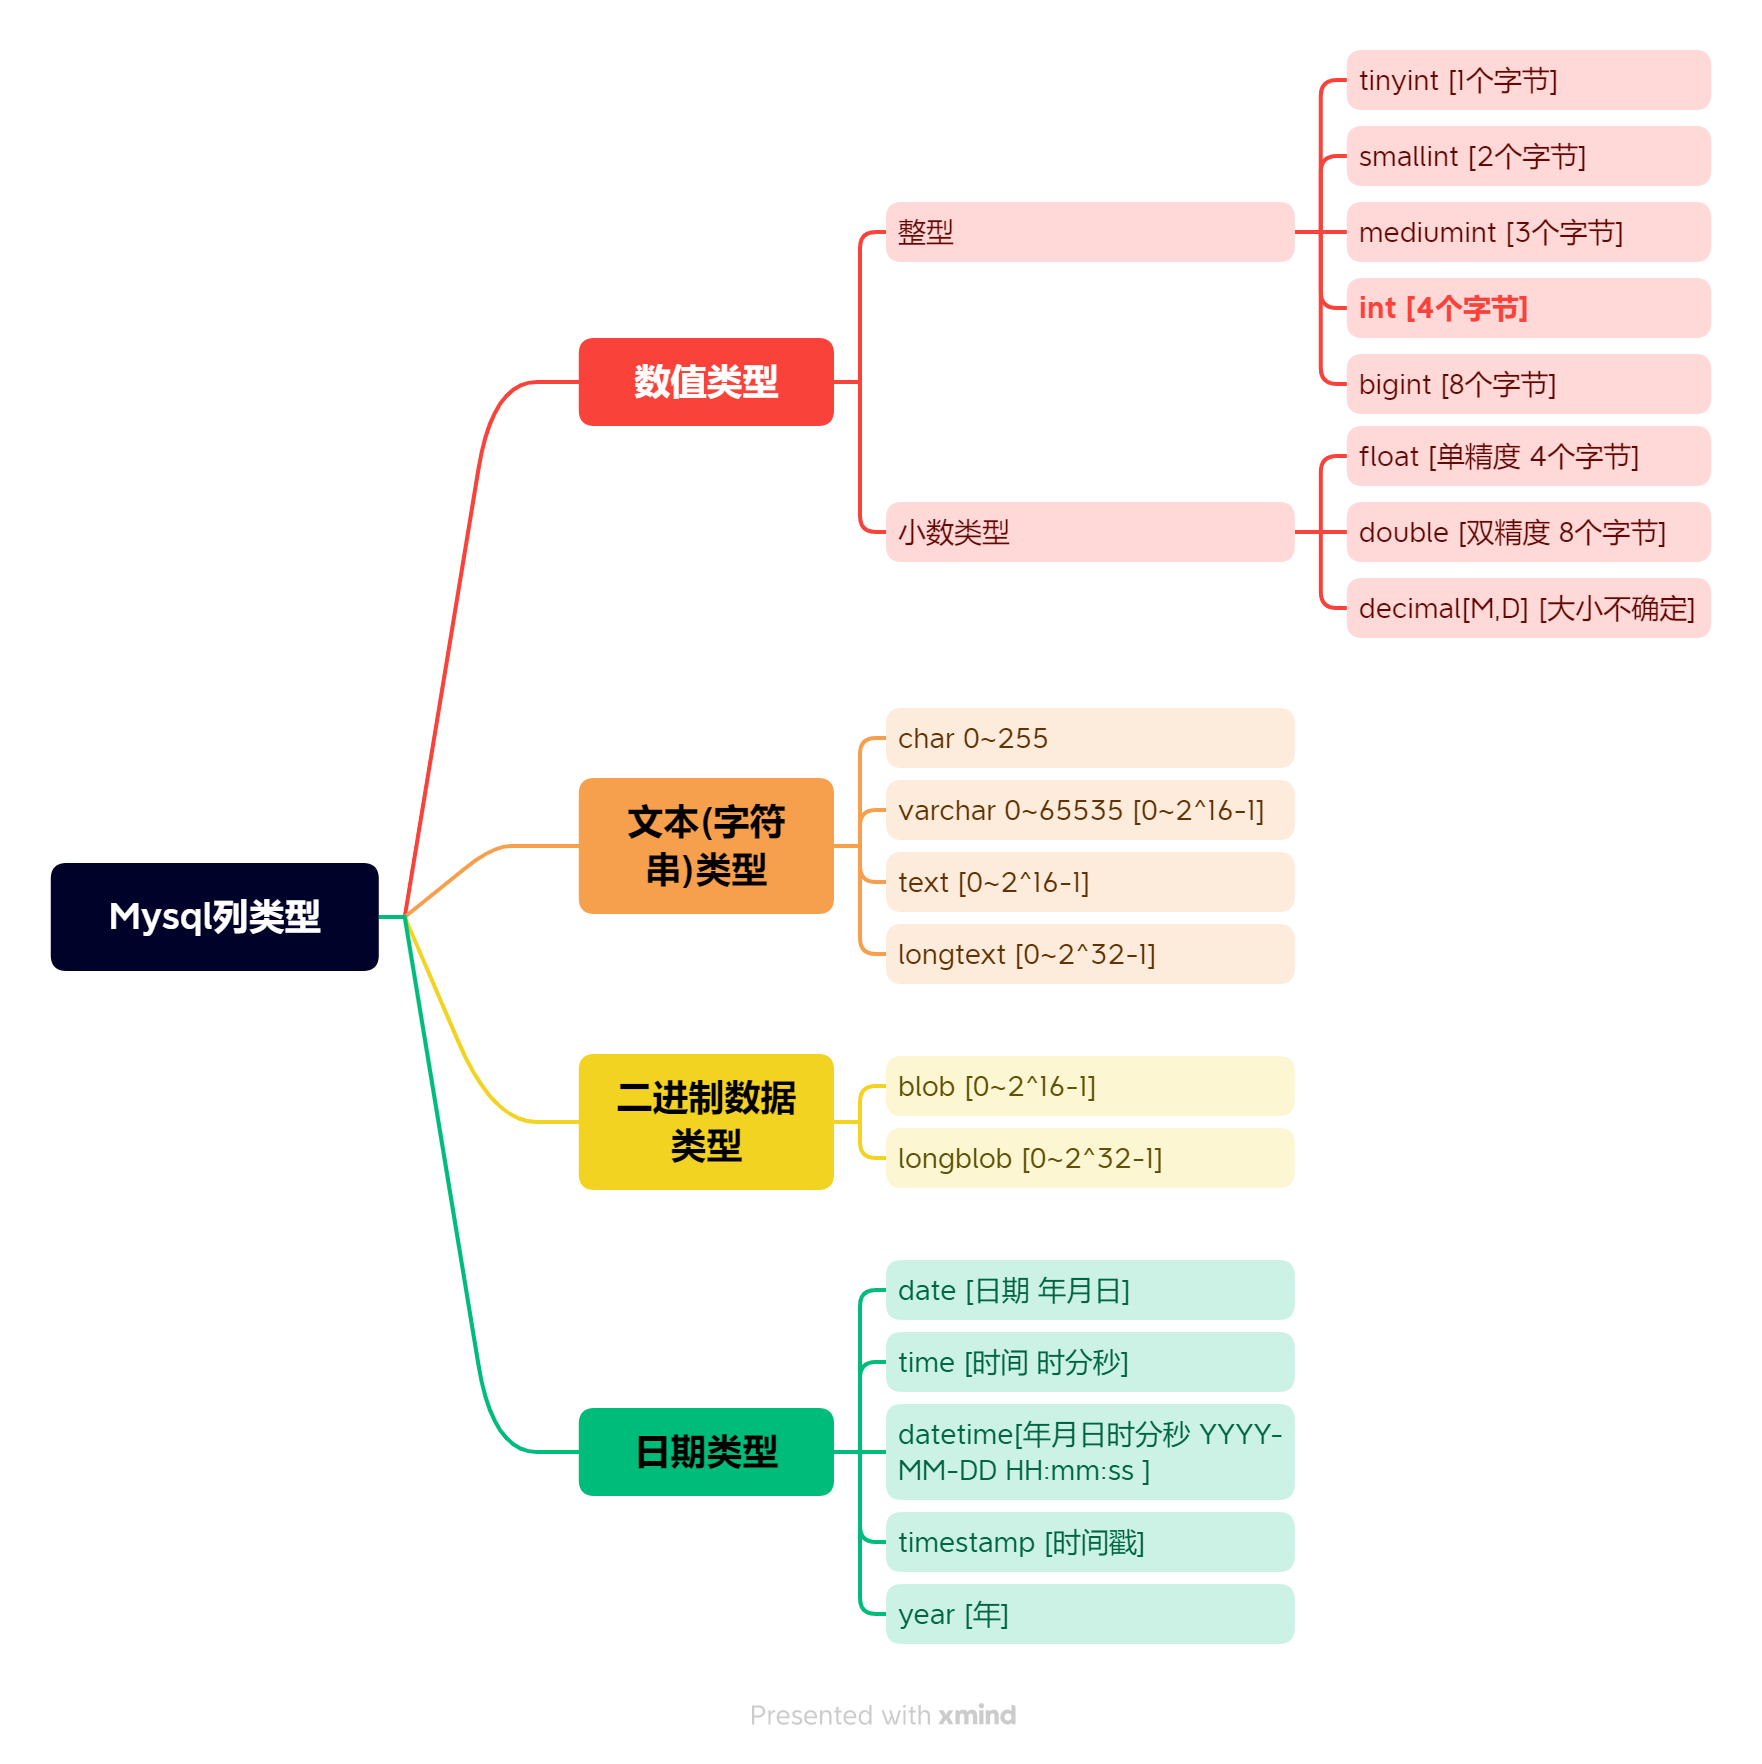 Mysql列类型
数值类型
整型
tinyint [1个字节]
smallint [2个字节]
mediumint [3个字节]
int [4个字节]
bigint [8个字节]
小数类型
float [单精度 4个字节]
double [双精度 8个字节]
decimal[M,D] [大小不确定]
文本(字符
串)类型
char 0~255
varchar 0~65535 [0~2^16-1]
text [0~2^16-1]
longtext [0~2^32-1]
二进制数据
类型
blob [0~2^16-1]
longblob [0~2^32-1]
日期类型
date [日期 年月日]
time [时间 时分秒]
datetime[年月日时分秒 YYYY-
MM-DD HH:mm:ss ]
timestamp [时间戳]
year [年]
Presented with xmind